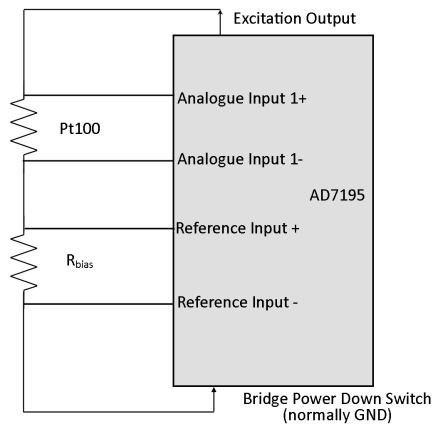 Excitation Output
Analogue Input 1+
Pt100
Analogue Input 1-
AD7195
Reference Input +
Rbias
Reference Input -
Bridge Power Down Switch
(normally GND)